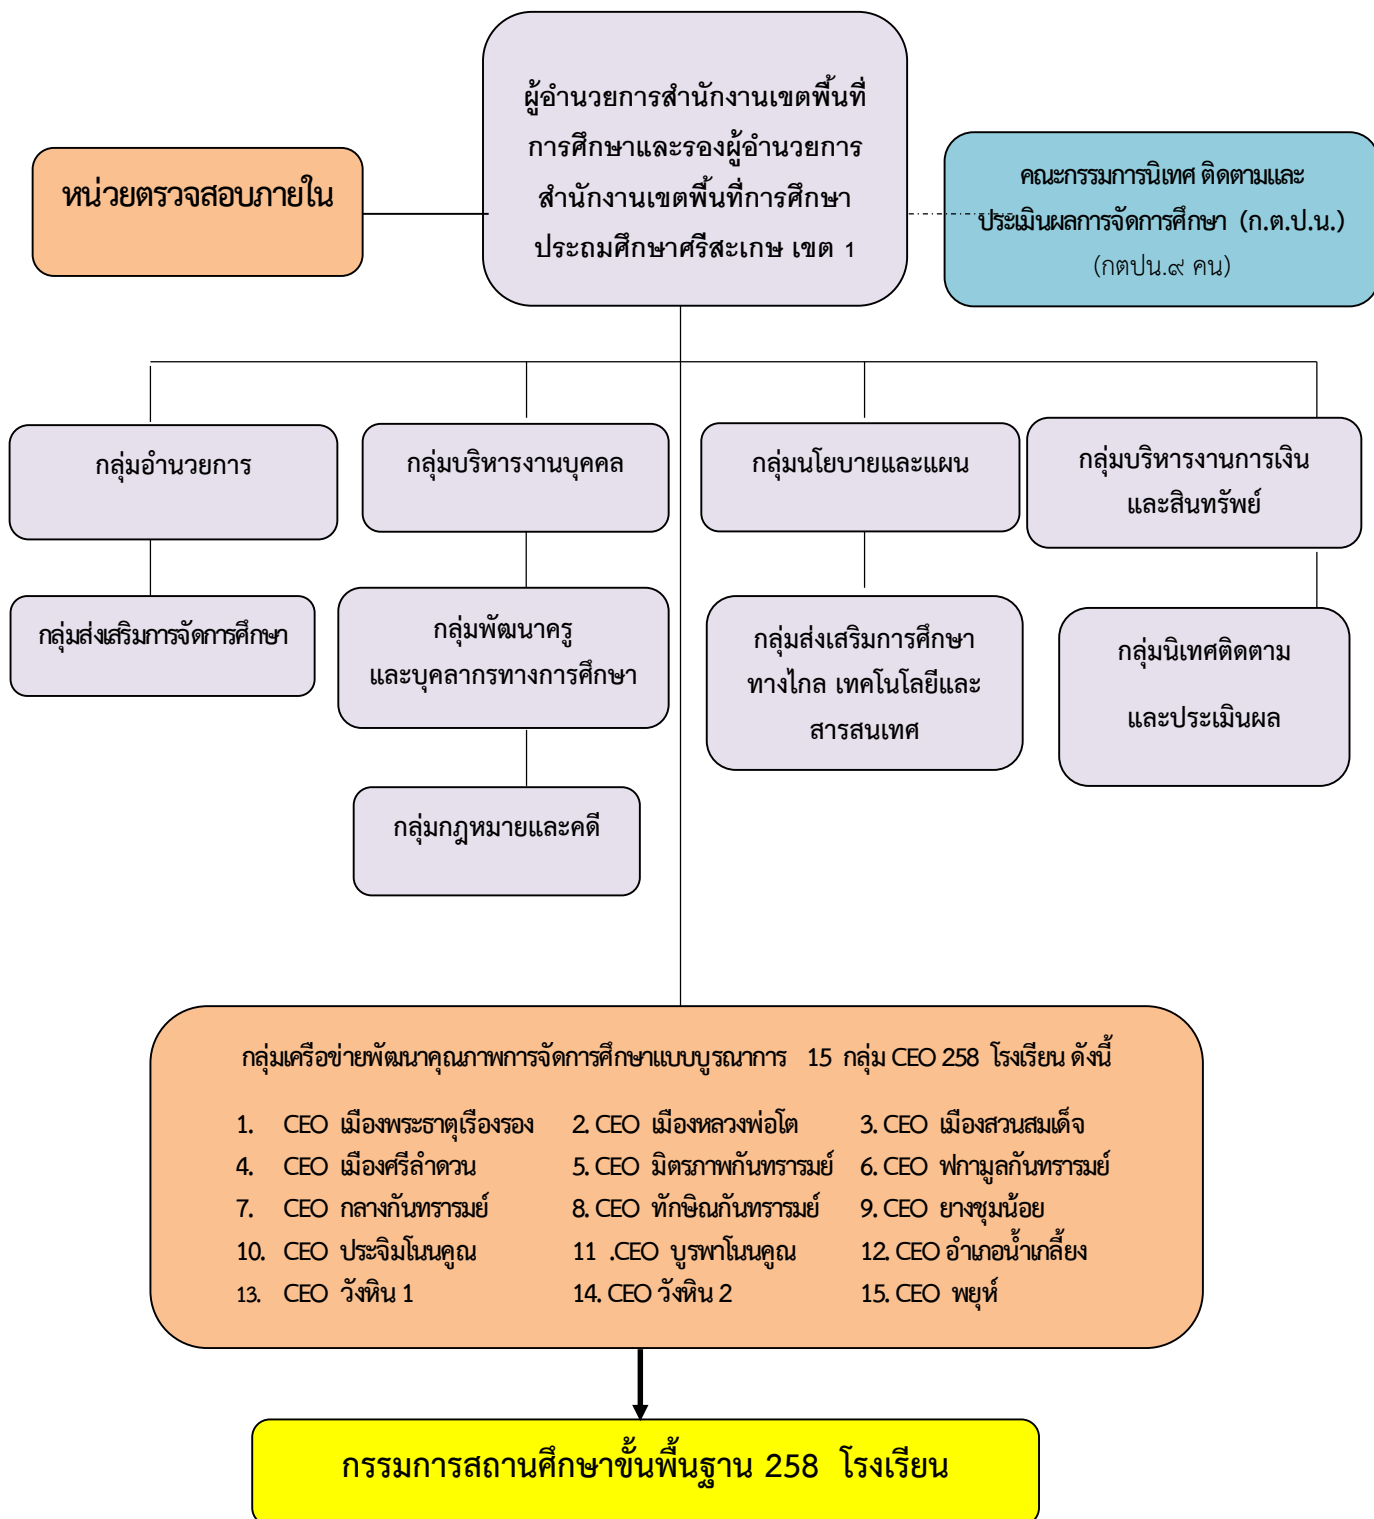 ผู้อำนวยการสำนักงานเขตพื้นที่
การศึกษาและรองผู้อำนวยการ
สำนักงานเขตพื้นที่การศึกษา
ประถมศึกษาศรีสะเกษ เขต 1
หน่วยตรวจสอบภายใน
คณะกรรมการนิเทศ ติดตามและ
ประเมินผลการจัดการศึกษา (ก.ต.ป.น.)
(กตปน.๙ คน)
กลุ่มอำนวยการ
กลุ่มบริหารงานบุคคล
กลุ่มนโยบายและแผน
กลุ่มบริหารงานการเงิน
และสินทรัพย์
กลุ่มส่งเสริมการจัดการศึกษา
กลุ่มพัฒนาครู
และบุคลากรทางการศึกษา
กลุ่มส่งเสริมการศึกษา
ทางไกล เทคโนโลยีและ
สารสนเทศ
กลุ่มนิเทศติดตาม
และประเมินผล
กลุ่มกฎหมายและคดี
กลุ่มเครือข่ายพัฒนาคุณภาพการจัดการศึกษาแบบบูรณาการ 15 กลุ่ม CEO 258 โรงเรียน ดังนี้
1. CEO เมืองพระธาตุเรืองรอง 2. CEO เมืองหลวงพ่อโต 3. CEO เมืองสวนสมเด็จ
4. CEO เมืองศรีลำดวน 5. CEO มิตรภาพกันทรารมย์ 6. CEO ฟกามูลกันทรารมย์
7. CEO กลางกันทรารมย์ 8. CEO ทักษิณกันทรารมย์ 9. CEO ยางชุมน้อย
10. CEO ประจิมโนนคูณ 11 .CEO บูรพาโนนคูณ 12. CEO อำเภอน้ำเกลี้ยง
13. CEO วังหิน 1 14. CEO วังหิน 2 15. CEO พยุห์
กรรมการสถานศึกษาขั้นพื้นฐาน 258 โรงเรียน